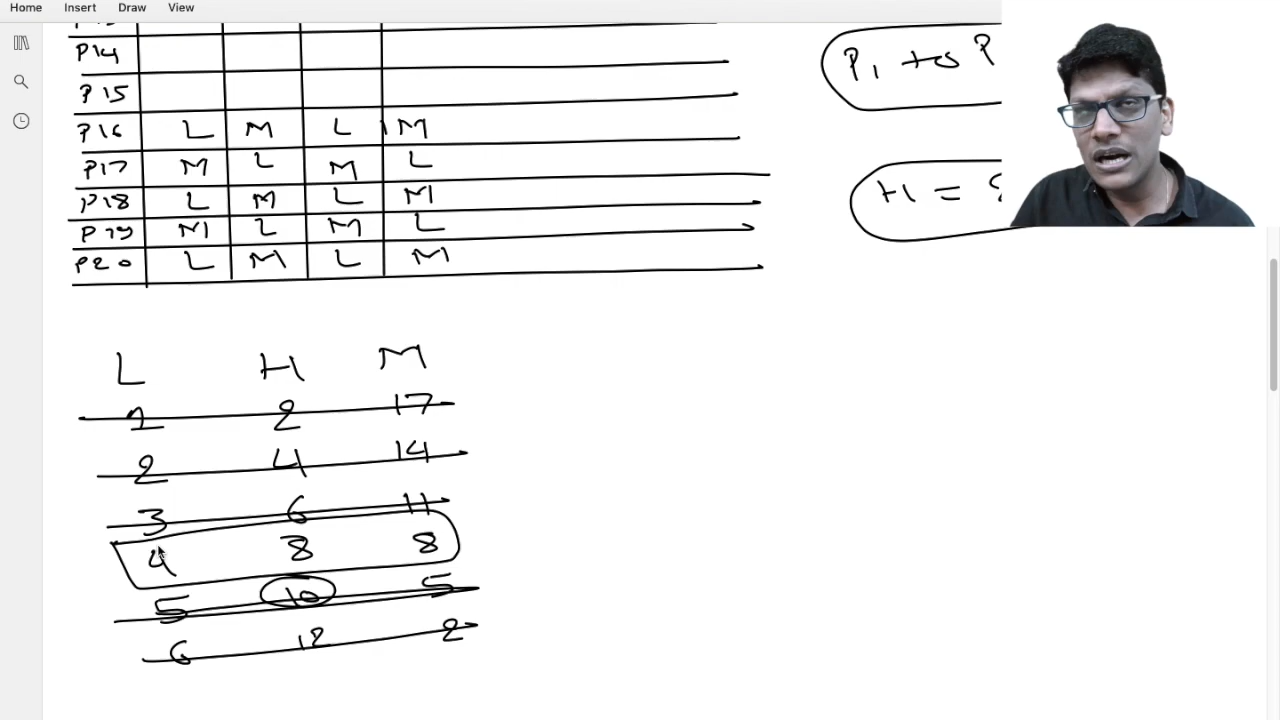 Home Insert Draw View
P14
P15
P16 L M L M
P17 M L M L
P18 L M L M
P19 M L M L
P20 L M L M
P1 to P
H =
L H M
1 2 17
2 4 14
3 6 11
4 8 8
5 10 5
6 12 2